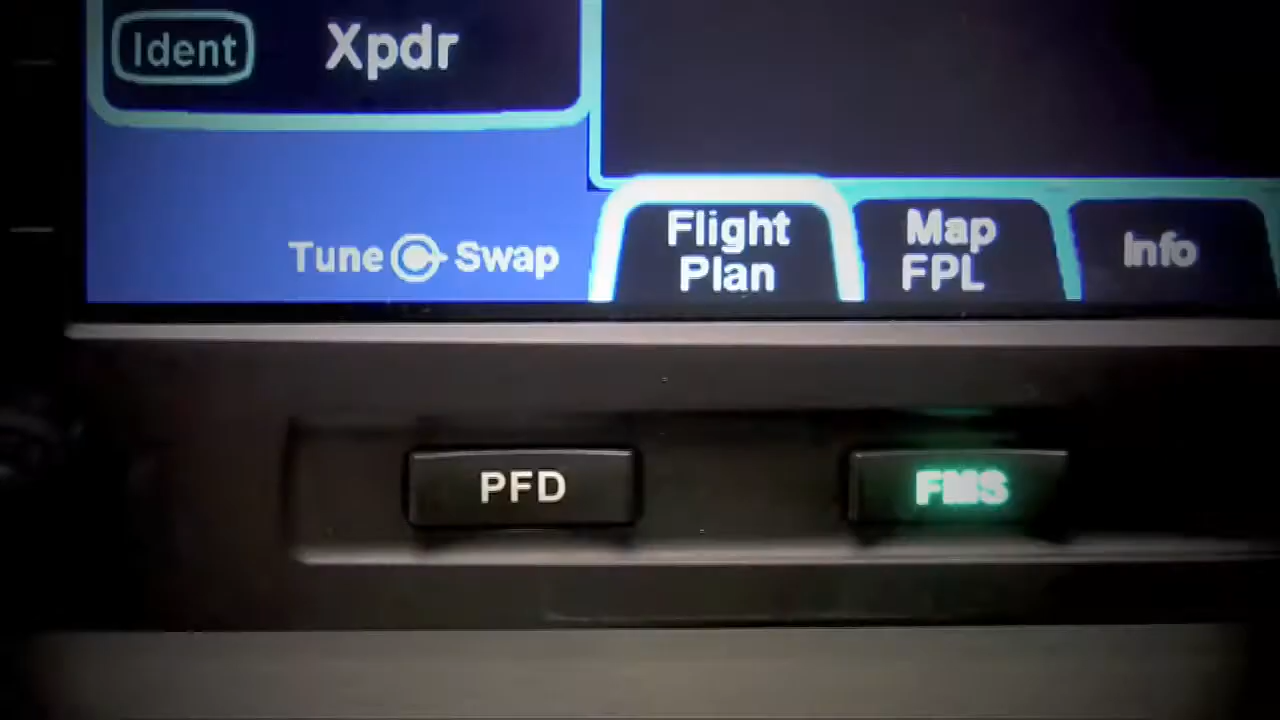 Ident Xpdr
Tune Swap
Flight
Plan
Map
FPL
Info
PFD
FMS